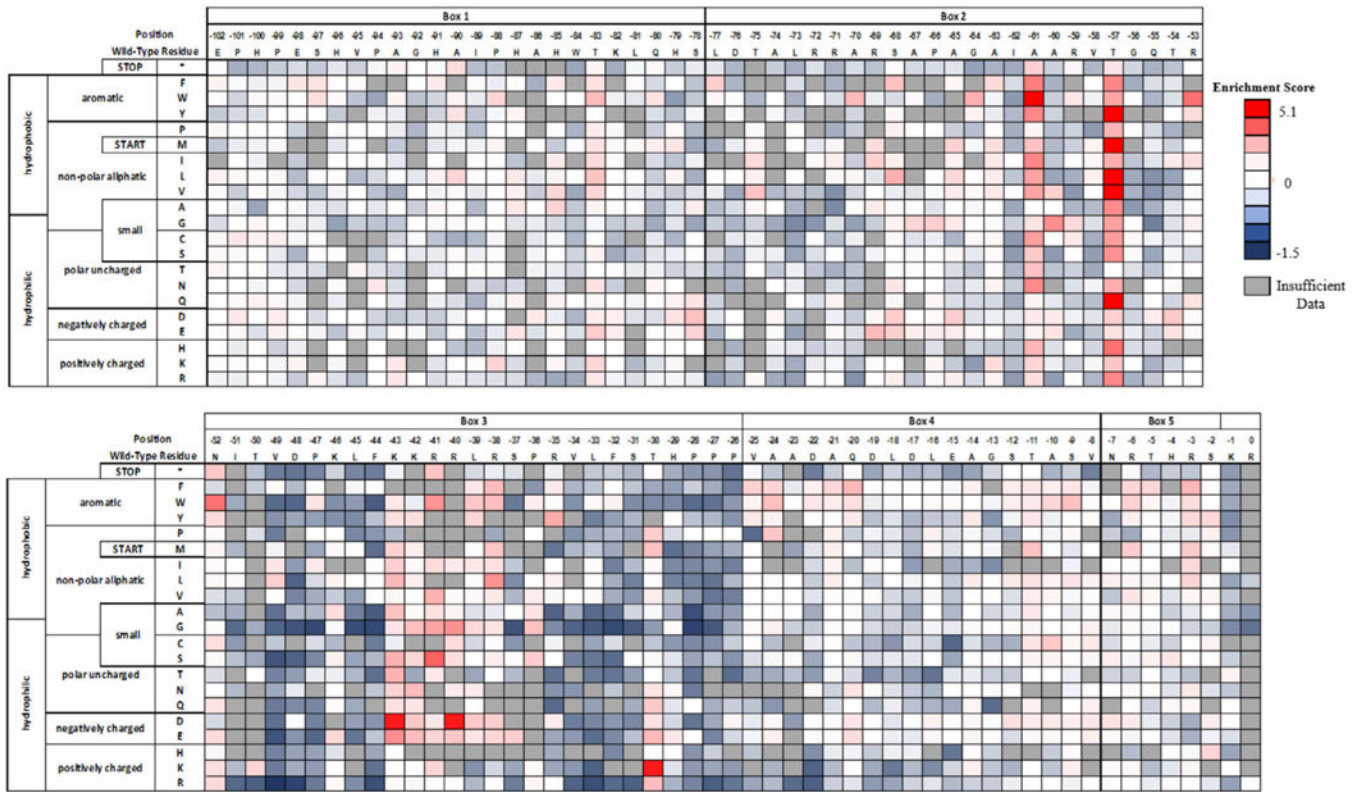 Box 1 Box 2
Position -102 -101 -100 -99 -98 -97 -96 -95 -94 -93 -92 -91 -90 -89 -88 -87 -86 -85 -84 -83 -82 -81 -80 -79 -78 -77 -76 -75 -74 -73 -72 -71 -70 -69 -68 -67 -66 -65 -64 -63 -62 -61 -60 -59 -58 -57 -56 -55 -54 -53
Wild-Type Residue E P H P E S H V P A G H A I P H A H W T K L Q H S L D T A L R R A R S A P A G A I A A R V T G Q T R
STOP *
hydrophobic
aromatic
F
W
Y
non-polar aliphatic
P
START M
I
L
V
small
A
hydrophilic
G
polar uncharged
C
S
T
N
Q
negatively charged
D
E
positively charged
H
K
R
Enrichment Score
5.1
0
-1.5
Insufficient
Data
Box 3 Box 4 Box 5
Position -52 -51 -50 -49 -48 -47 -46 -45 -44 -43 -42 -41 -40 -39 -38 -37 -36 -35 -34 -33 -32 -31 -30 -29 -28 -27 -26 -25 -24 -23 -22 -21 -20 -19 -18 -17 -16 -15 -14 -13 -12 -11 -10 -9 -8 -7 -6 -5 -4 -3 -2 -1 0
Wild-Type Residue N I T V D P K L F K K R R L R S P R V L F S T H P P P V A A D A Q D L D L E A G S T A S V N R T H R S K R
STOP *
hydrophobic
aromatic
F
W
Y
non-polar aliphatic
P
START M
I
L
V
small
A
hydrophilic
G
polar uncharged
C
S
T
N
Q
negatively charged
D
E
positively charged
H
K
R